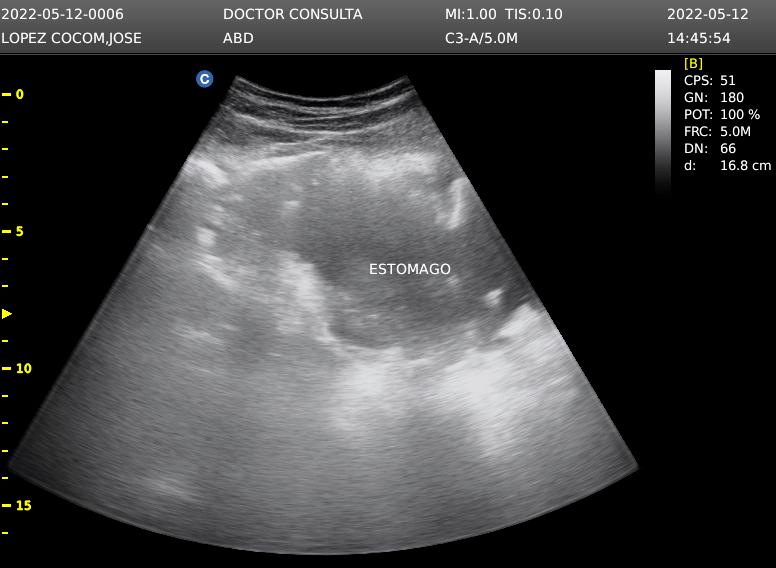 2022-05-12-0006 DOCTOR CONSULTA MI:1.00 TIS:0.10 2022-05-12
LOPEZ COCOM,JOSE ABD C3-A/5.0M 14:45:54
C
[B]
CPS: 51
GN: 180
POT: 100 %
FRC: 5.0M
DN: 66
d: 16.8 cm
0
5
ESTOMAGO
10
15